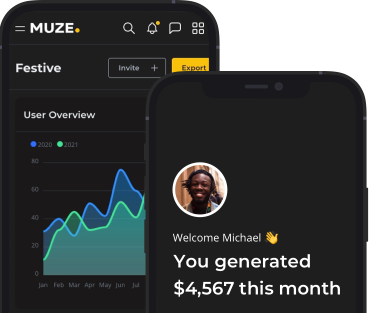 MUZE.
Festive
Invite +
Export
User Overview
2020 2021
80
60
40
20
0
Jan Feb Mar Apr May Jun Jul
Welcome Michael 👋
You generated
$4,567 this month